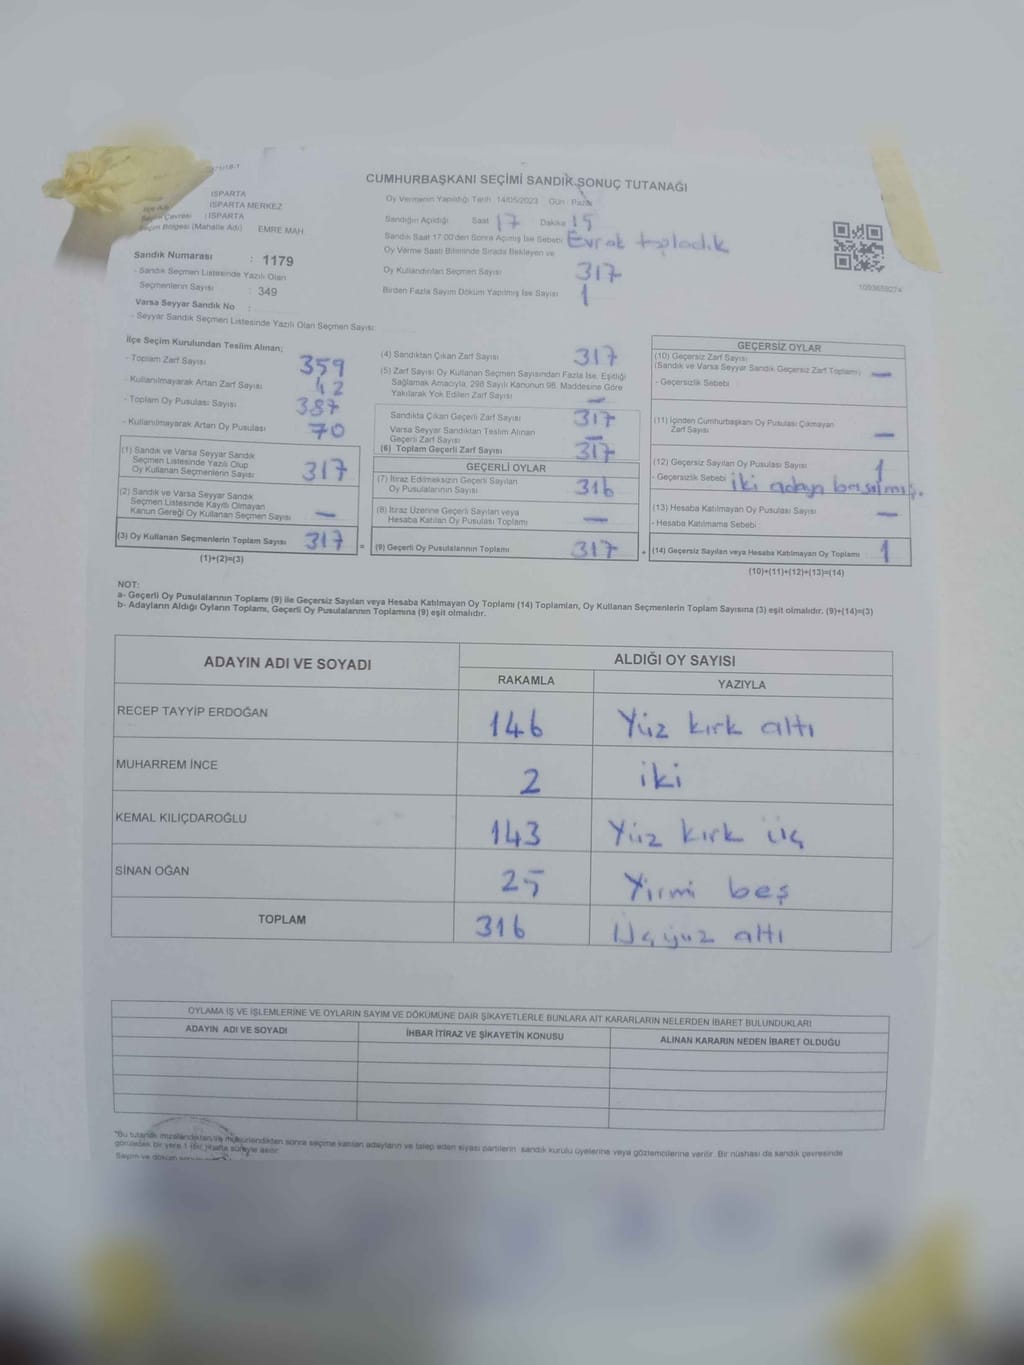 CUMHURBAŞKANI SEÇİMİ SANDIK SONUÇ TUTANAĞI
ISPARTA
ISPARTA MERKEZ
Seçim Çevresi : ISPARTA
Seçim Bölgesi (Mahalle Adı) EMRE MAH.
Sandık Numarası : 1179
- Sandık Seçmen Listesinde Yazılı Olan
Seçmenlerin Sayısı : 349
Varsa Seyyar Sandık No :
- Seyyar Sandık Seçmen Listesinde Yazılı Olan Seçmen Sayısı:
Oy Vermenin Yapıldığı Tarih 14/05/2023 Gün : Pazar
Sandığın Açıldığı Saat 17 Dakika 15
Sandık Saat 17:00'den Sonra Açılmış İse Sebebi Evrak topladık
Oy Verme Saati Bitiminde Sırada Bekleyen ve
Oy Kullandırılan Seçmen Sayısı 317
Birden Fazla Sayım Döküm Yapılmış İse Sayısı 1
1093659274
İlçe Seçim Kurulundan Teslim Alınan;
- Toplam Zarf Sayısı 359
- Kullanılmayarak Artan Zarf Sayısı 42
- Toplam Oy Pusulası Sayısı 387
- Kullanılmayarak Artan Oy Pusulası 70
(1) Sandık ve Varsa Seyyar Sandık
Seçmen Listesinde Yazılı Olup
Oy Kullanan Seçmenlerin Sayısı 317
(2) Sandık ve Varsa Seyyar Sandık
Seçmen Listesinde Kayıtlı Olmayan
Kanun Gereği Oy Kullanan Seçmen Sayısı —
(3) Oy Kullanan Seçmenlerin Toplam Sayısı 317 =
(1)+(2)=(3)
(4) Sandıktan Çıkan Zarf Sayısı 317
(5) Zarf Sayısı Oy Kullanan Seçmen Sayısından Fazla İse, Eşitliği
Sağlamak Amacıyla, 298 Sayılı Kanunun 98. Maddesine Göre
Yakılarak Yok Edilen Zarf Sayısı —
Sandıkta Çıkan Geçerli Zarf Sayısı 317
Varsa Seyyar Sandıktan Teslim Alınan
Geçerli Zarf Sayısı —
(6) Toplam Geçerli Zarf Sayısı 317
GEÇERLİ OYLAR
(7) İtiraz Edilmeksizin Geçerli Sayılan
Oy Pusulalarının Sayısı 316
(8) İtiraz Üzerine Geçerli Sayılan veya
Hesaba Katılan Oy Pusulası Toplamı —
(9) Geçerli Oy Pusulalarının Toplamı 317 +
GEÇERSİZ OYLAR
(10) Geçersiz Zarf Sayısı
(Sandık ve Varsa Seyyar Sandık Geçersiz Zarf Toplamı) —
- Geçersizlik Sebebi
(11) İçinden Cumhurbaşkanı Oy Pusulası Çıkmayan
Zarf Sayısı —
(12) Geçersiz Sayılan Oy Pusulası Sayısı 1
- Geçersizlik Sebebi iki adaya basılmış.
(13) Hesaba Katılmayan Oy Pusulası Sayısı —
- Hesaba Katılmama Sebebi
(14) Geçersiz Sayılan veya Hesaba Katılmayan Oy Toplamı 1
(10)+(11)+(12)+(13)=(14)
NOT:
a- Geçerli Oy Pusulalarının Toplamı (9) ile Geçersiz Sayılan veya Hesaba Katılmayan Oy Toplamı (14) Toplamları, Oy Kullanan Seçmenlerin Toplam Sayısına (3) eşit olmalıdır. (9)+(14)=(3)
b- Adayların Aldığı Oyların Toplamı, Geçerli Oy Pusulalarının Toplamına (9) eşit olmalıdır.
ADAYIN ADI VE SOYADI ALDIĞI OY SAYISI
RAKAMLA YAZIYLA
RECEP TAYYİP ERDOĞAN 146 Yüz kırk altı
MUHARREM İNCE 2 iki
KEMAL KILIÇDAROĞLU 143 Yüz kırk üç
SİNAN OĞAN 25 Yirmi beş
TOPLAM 316 Üçyüz altı
OYLAMA İŞ VE İŞLEMLERİNE VE OYLARIN SAYIM VE DÖKÜMÜNE DAİR ŞİKAYETLERLE BUNLARA AİT KARARLARIN NELERDEN İBARET BULUNDUKLARI
ADAYIN ADI VE SOYADI İHBAR İTİRAZ VE ŞİKAYETİN KONUSU ALINAN KARARIN NEDEN İBARET OLDUĞU
*Bu tutanak imzalandıktan ve mühürlendikten sonra seçime katılan adayların ve talep eden siyasi partilerin sandık kurulu üyelerine veya gözlemcilerine verilir. Bir nüshası da sandık çevresinde
görülebilen bir yere 1 (Bir) hafta süreyle asılır.
Sayım ve döküm